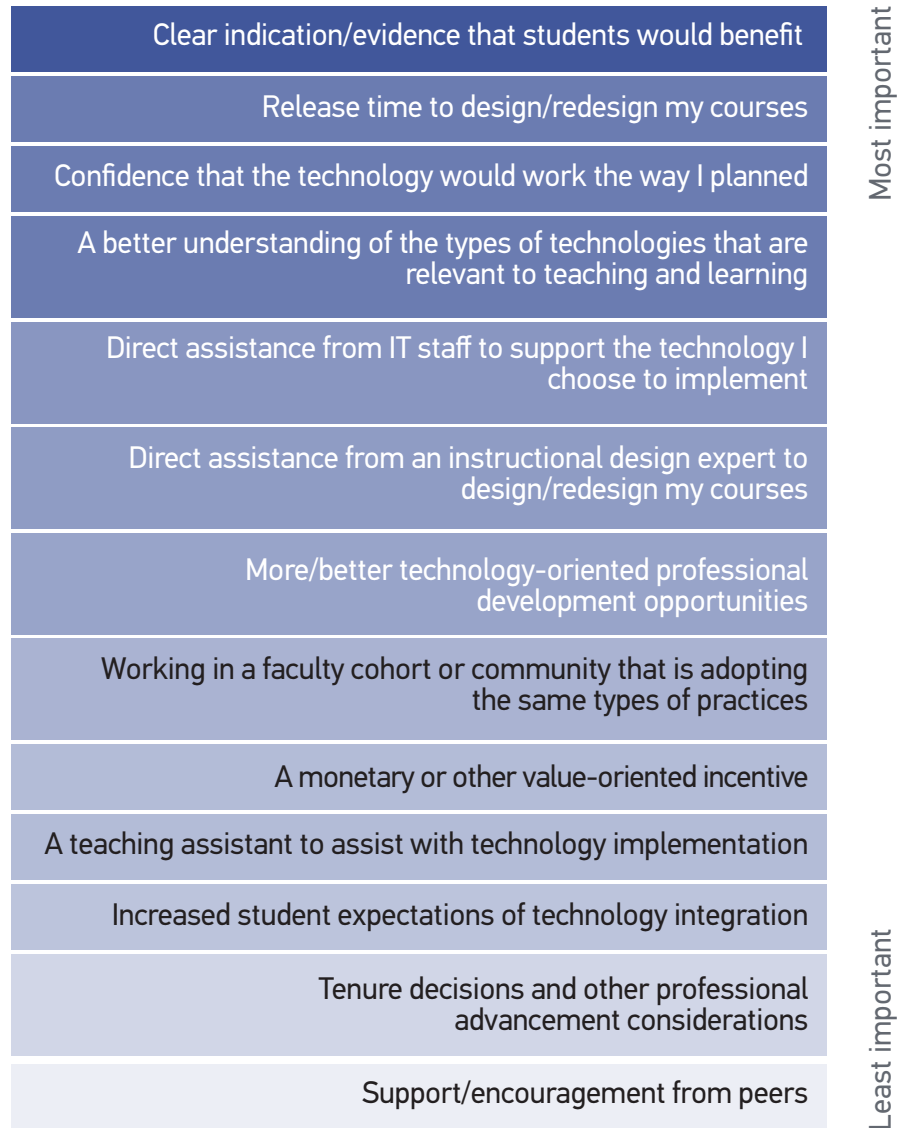 Clear indication/evidence that students would benefit
Release time to design/redesign my courses
Confidence that the technology would work the way I planned
A better understanding of the types of technologies that are
relevant to teaching and learning
Direct assistance from IT staff to support the technology I
choose to implement
Direct assistance from an instructional design expert to
design/redesign my courses
More/better technology-oriented professional
development opportunities
Working in a faculty cohort or community that is adopting
the same types of practices
A monetary or other value-oriented incentive
A teaching assistant to assist with technology implementation
Increased student expectations of technology integration
Tenure decisions and other professional
advancement considerations
Support/encouragement from peers
Most important
Least important